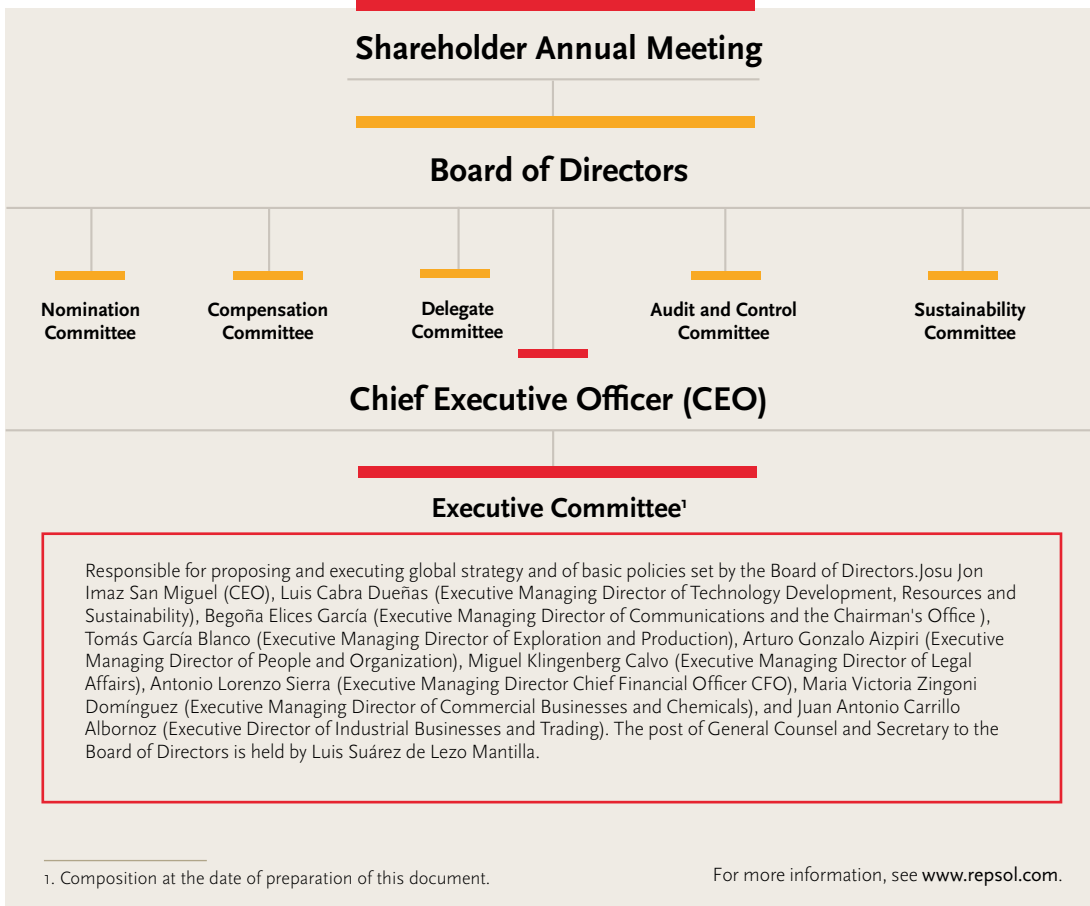 Shareholder Annual Meeting
Board of Directors
Nomination
Committee
Compensation
Committee
Delegate
Committee
Audit and Control
Committee
Sustainability
Committee
Chief Executive Officer (CEO)
Executive Committee¹
Responsible for proposing and executing global strategy and of basic policies set by the Board of Directors.Josu Jon
Imaz San Miguel (CEO), Luis Cabra Dueñas (Executive Managing Director of Technology Development, Resources and
Sustainability), Begoña Elices García (Executive Managing Director of Communications and the Chairman's Office ),
Tomás García Blanco (Executive Managing Director of Exploration and Production), Arturo Gonzalo Aizpiri (Executive
Managing Director of People and Organization), Miguel Klingenberg Calvo (Executive Managing Director of Legal
Affairs), Antonio Lorenzo Sierra (Executive Managing Director Chief Financial Officer CFO), Maria Victoria Zingoni
Domínguez (Executive Managing Director of Commercial Businesses and Chemicals), and Juan Antonio Carrillo
Albornoz (Executive Director of Industrial Businesses and Trading). The post of General Counsel and Secretary to the
Board of Directors is held by Luis Suárez de Lezo Mantilla.
1. Composition at the date of preparation of this document.
For more information, see www.repsol.com.